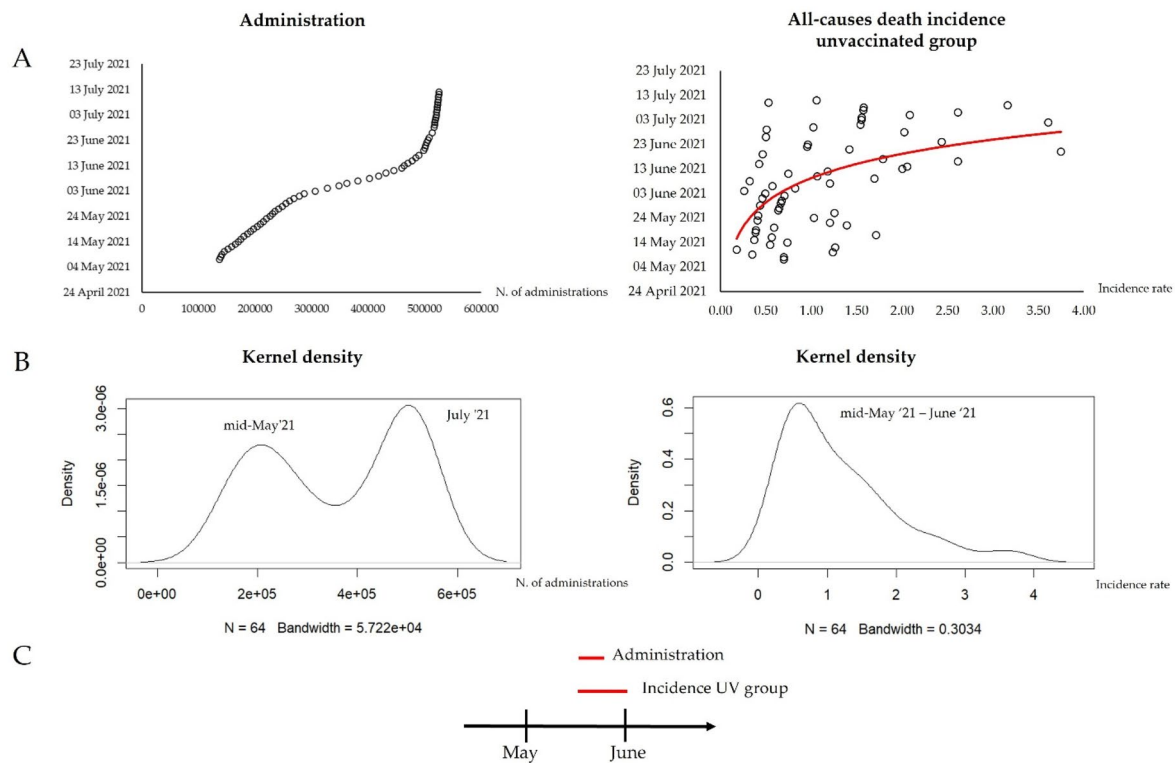 Administration
All-causes death incidence
unvaccinated group
A
23 July 2021
13 July 2021
03 July 2021
23 June 2021
13 June 2021
03 June 2021
24 May 2021
14 May 2021
04 May 2021
24 April 2021
0 100000 200000 300000 400000 500000 600000
N. of administrations
23 July 2021
13 July 2021
03 July 2021
23 June 2021
13 June 2021
03 June 2021
24 May 2021
14 May 2021
04 May 2021
24 April 2021
0.00 0.50 1.00 1.50 2.00 2.50 3.00 3.50 4.00
Incidence rate
B
Kernel density
Density
0.0e+00 1.5e-06 3.0e-06
mid-May'21
July '21
0e+00 2e+05 4e+05 6e+05
N. of administrations
N = 64 Bandwidth = 5.722e+04
Kernel density
Density
0.0 0.2 0.4 0.6
mid-May ‘21 – June ‘21
0 1 2 3 4
Incidence rate
N = 64 Bandwidth = 0.3034
C
Administration
Incidence UV group
May June